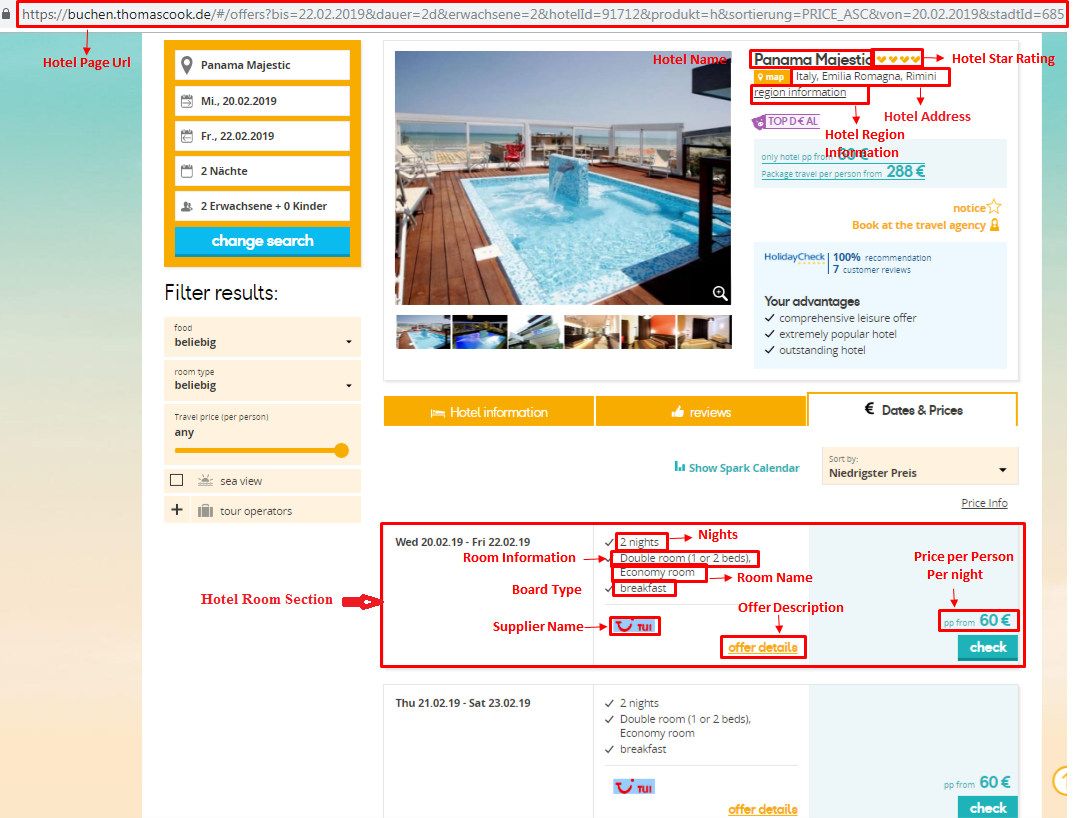 https://buchen.thomascook.de/#/offers?bis=22.02.2019&dauer=2d&erwachsene=2&hotelId=91712&produkt=h&sortierung=PRICE_ASC&von=20.02.2019&stadtId=685
Hotel Page Url
Panama Majestic
Mi., 20.02.2019
Fr., 22.02.2019
2 Nächte
2 Erwachsene + 0 Kinder
change search
Filter results:
food
beliebig
room type
beliebig
Travel price (per person)
any
sea view
tour operators
Hotel Name
Panama Majestic
Hotel Star Rating
map
Italy, Emilia Romagna, Rimini
region information
Hotel Address
TOP D€AL
Hotel Region
Information
only hotel pp from 60 €
Package travel per person from 288 €
notice
Book at the travel agency
HolidayCheck
100% recommendation
7 customer reviews
Your advantages
comprehensive leisure offer
extremely popular hotel
outstanding hotel
Hotel information
reviews
€ Dates & Prices
Show Spark Calendar
Sort by:
Niedrigster Preis
Price Info
Hotel Room Section
Wed 20.02.19 - Fri 22.02.19
2 nights
Nights
Room Information
Double room (1 or 2 beds),
Economy room
Room Name
Board Type
breakfast
Supplier Name
TUI
Offer Description
offer details
Price per Person
Per night
pp from 60 €
check
Thu 21.02.19 - Sat 23.02.19
2 nights
Double room (1 or 2 beds),
Economy room
breakfast
TUI
offer details
pp from 60 €
check